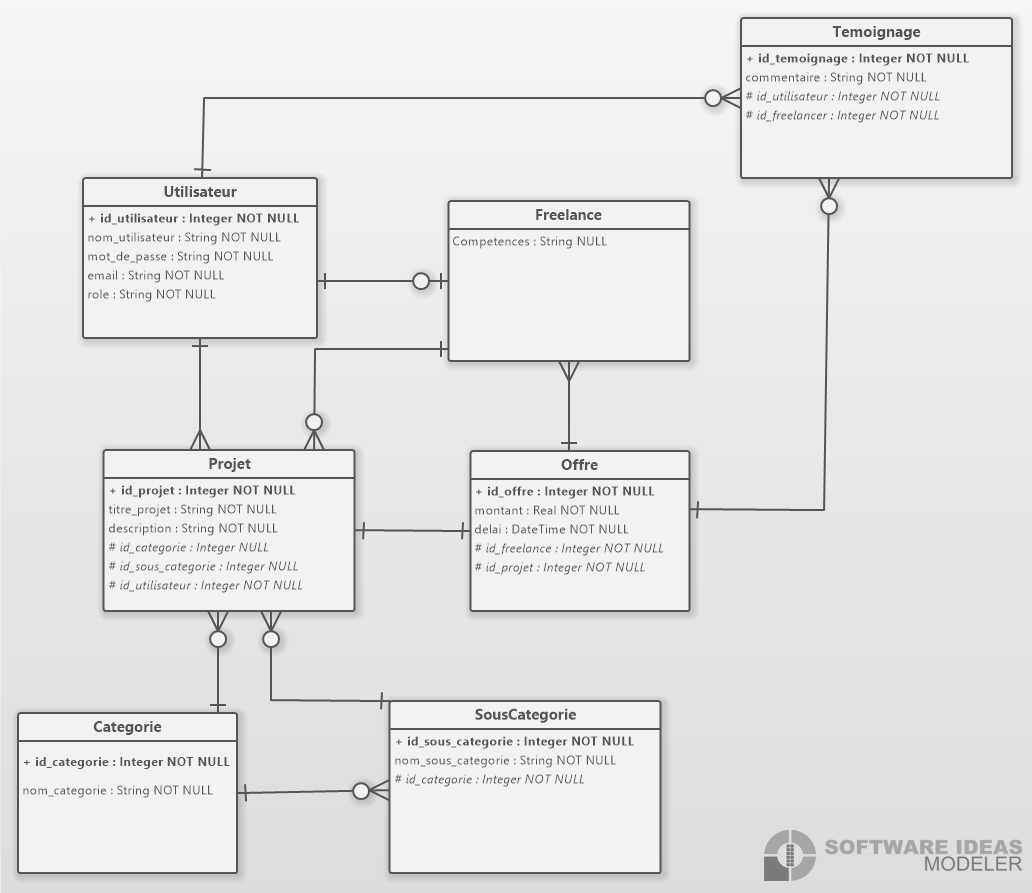 Temoignage
+ id_temoignage : Integer NOT NULL
commentaire : String NOT NULL
# id_utilisateur : Integer NOT NULL
# id_freelancer : Integer NOT NULL
Utilisateur
+ id_utilisateur : Integer NOT NULL
nom_utilisateur : String NOT NULL
mot_de_passe : String NOT NULL
email : String NOT NULL
role : String NOT NULL
Freelance
Competences : String NULL
Projet
+ id_projet : Integer NOT NULL
titre_projet : String NOT NULL
description : String NOT NULL
# id_categorie : Integer NULL
# id_sous_categorie : Integer NULL
# id_utilisateur : Integer NOT NULL
Offre
+ id_offre : Integer NOT NULL
montant : Real NOT NULL
delai : DateTime NOT NULL
# id_freelance : Integer NOT NULL
# id_projet : Integer NOT NULL
Categorie
+ id_categorie : Integer NOT NULL
nom_categorie : String NOT NULL
SousCategorie
+ id_sous_categorie : Integer NOT NULL
nom_sous_categorie : String NOT NULL
# id_categorie : Integer NOT NULL
SOFTWARE IDEAS
MODELER